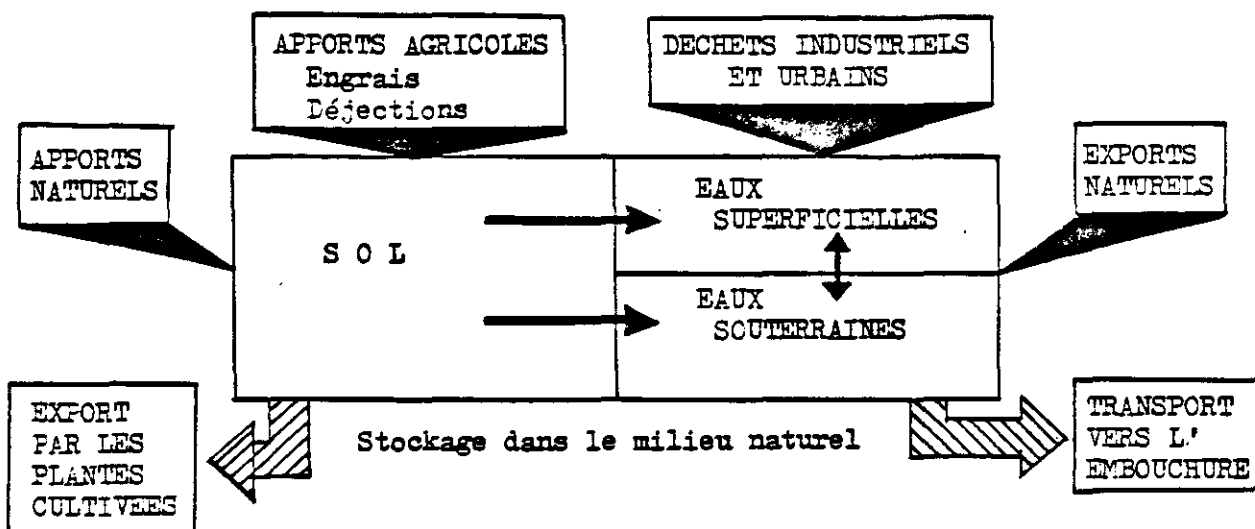 APPORTS AGRICOLES
Engrais
Déjections
DECHETS INDUSTRIELS
ET URBAINS
APPORTS
NATURELS
EXPORTS
NATURELS
S O L
EAUX
SUPERFICIELLES
EAUX
SOUTERRAINES
EXPORT
PAR LES
PLANTES
CULTIVEES
Stockage dans le milieu naturel
TRANSPORT
VERS L'
EMBOUCHURE